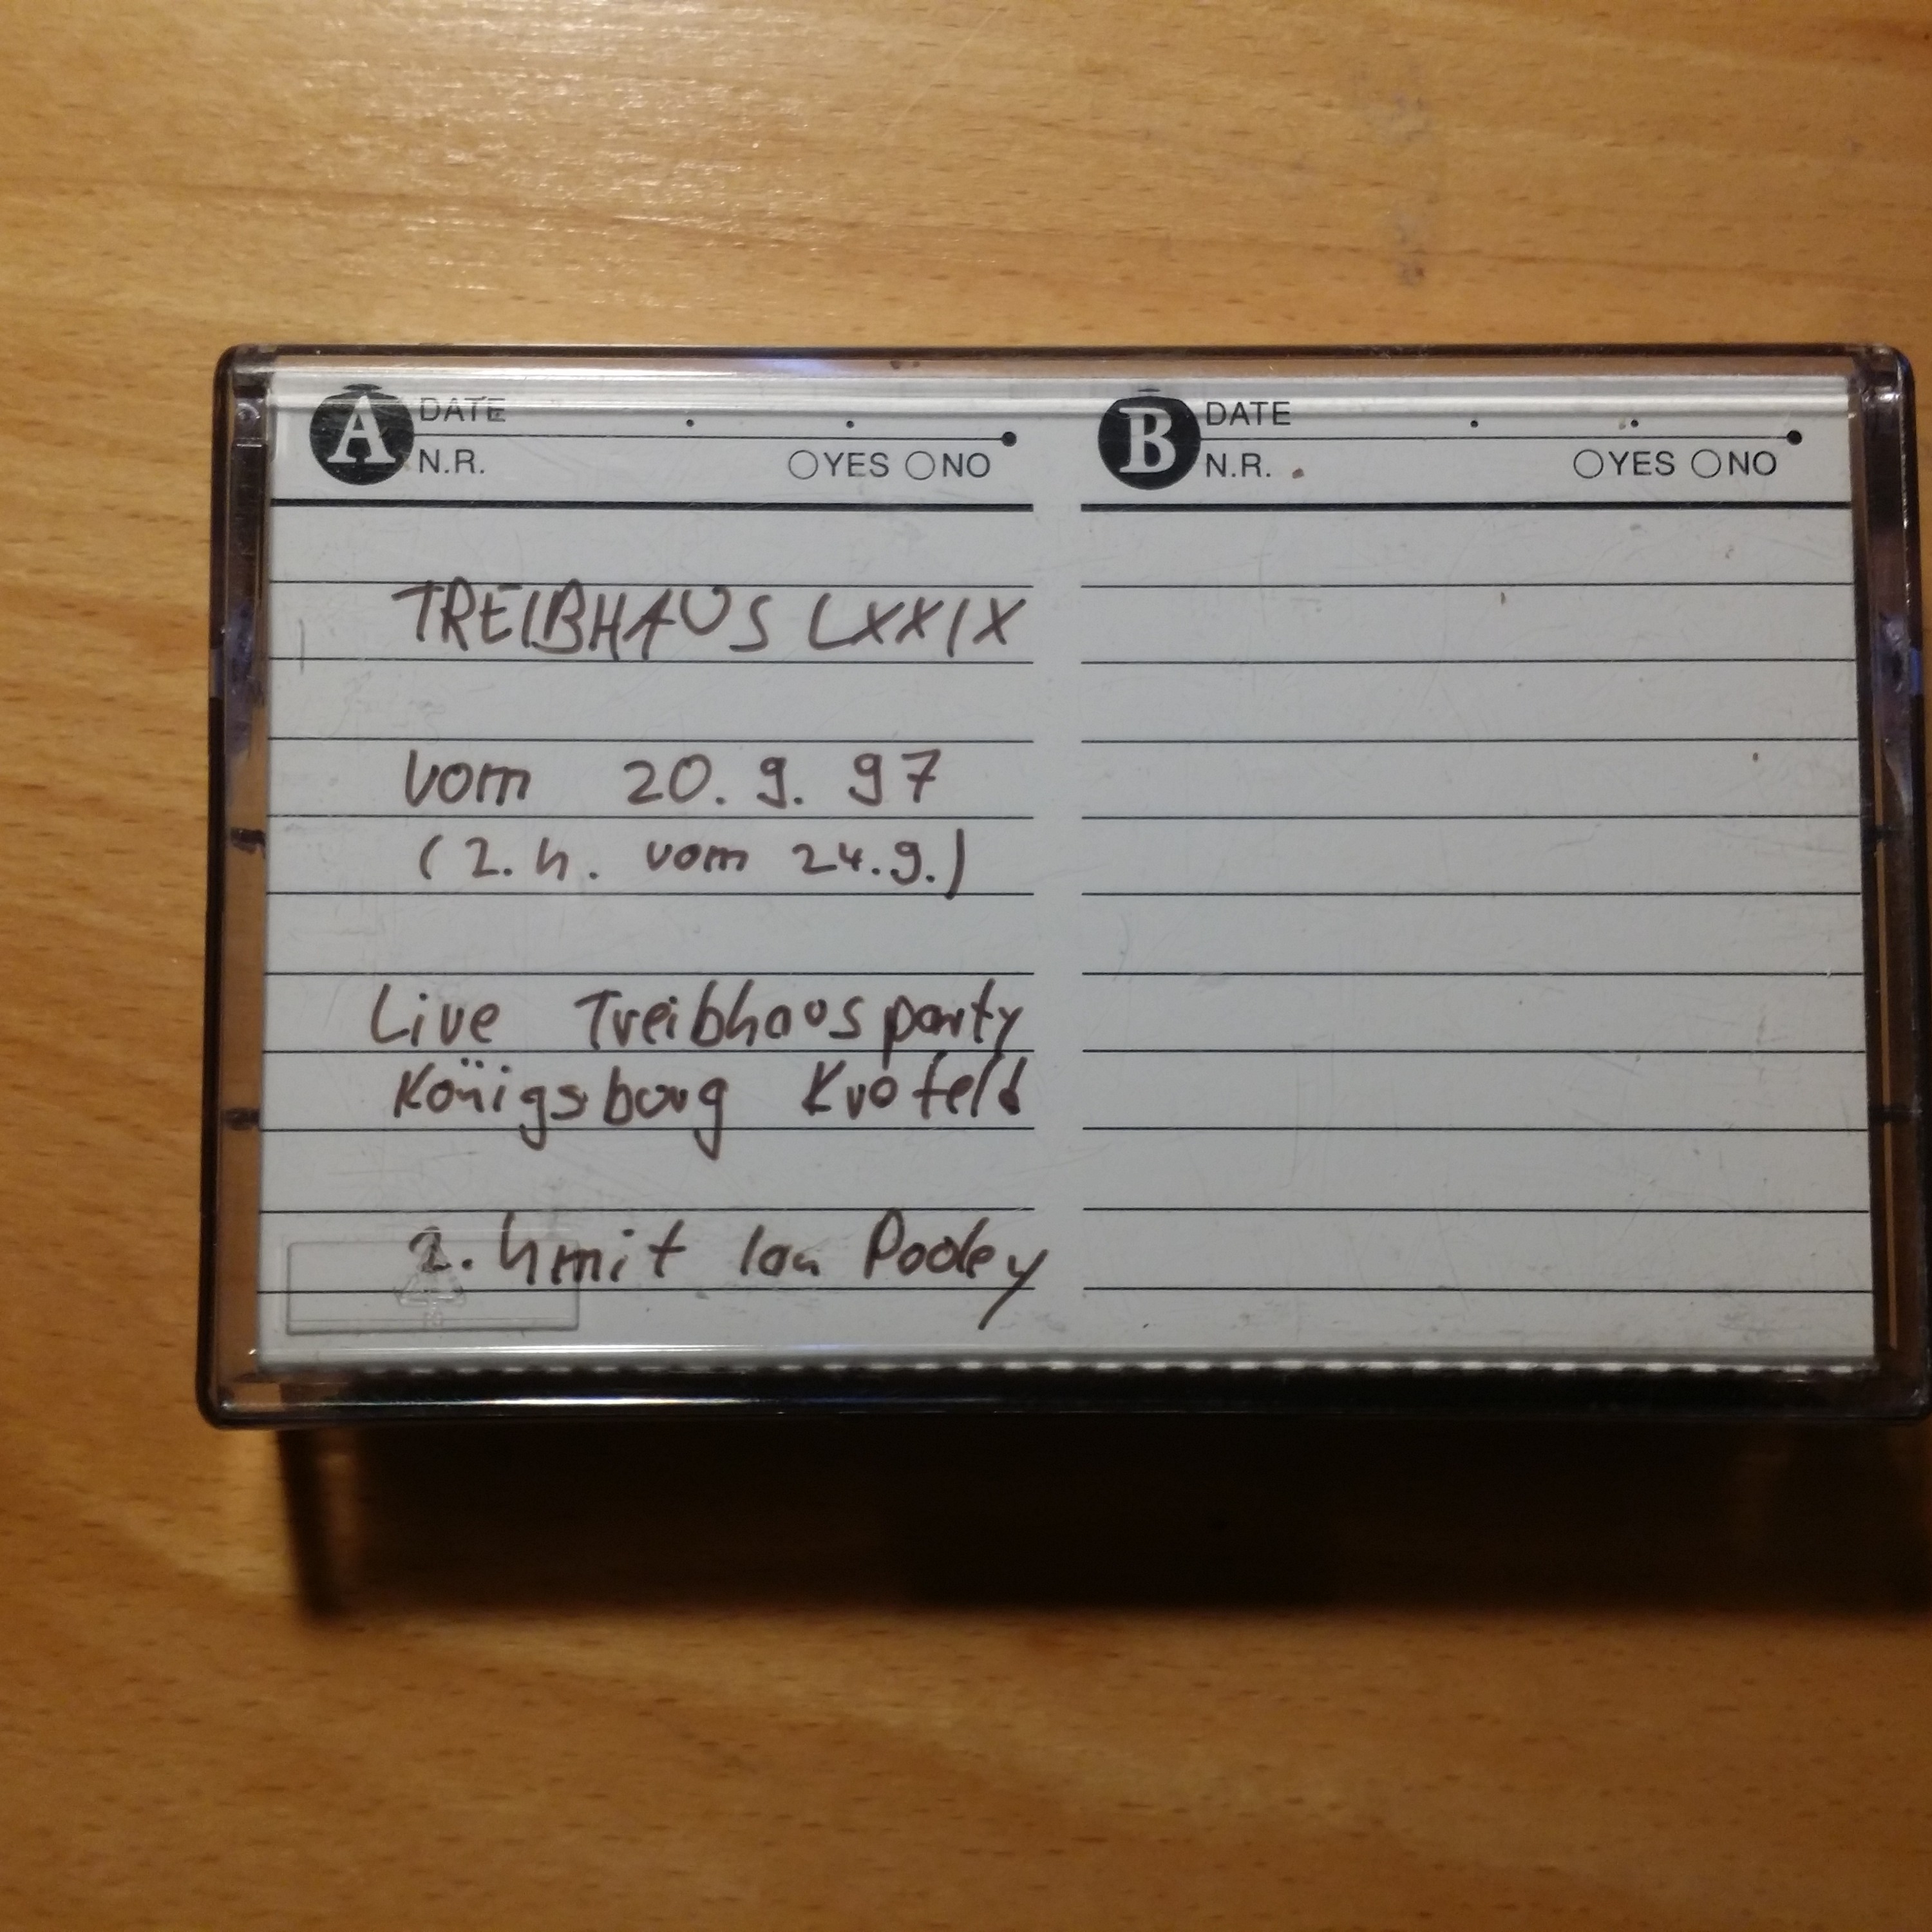 A DATE
N.R. YES NO
TREIBHAUS LXXIX
vom 20.9.97
(2.h. vom 24.9.)
Live Treibhausparty
Königsburg Krefeld
2. h mit Ian Pooley
B DATE
N.R. YES NO